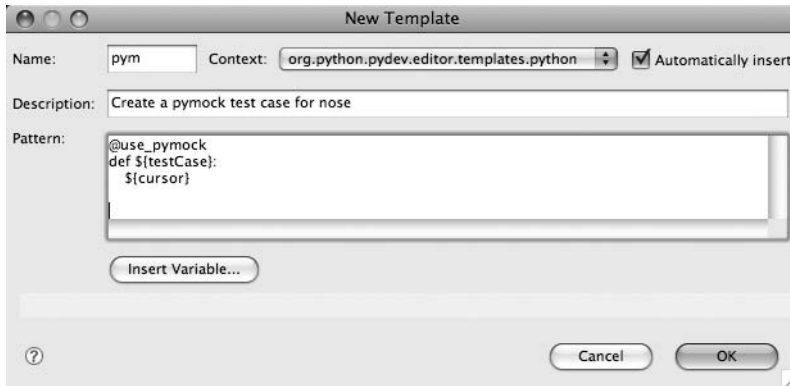 New Template
Name: pym Context: org.python.pydev.editor.templates.python Automatically insert
Description: Create a pymock test case for nose
Pattern: @use_pymock
def ${testCase}:
${cursor}
Insert Variable...
? Cancel OK